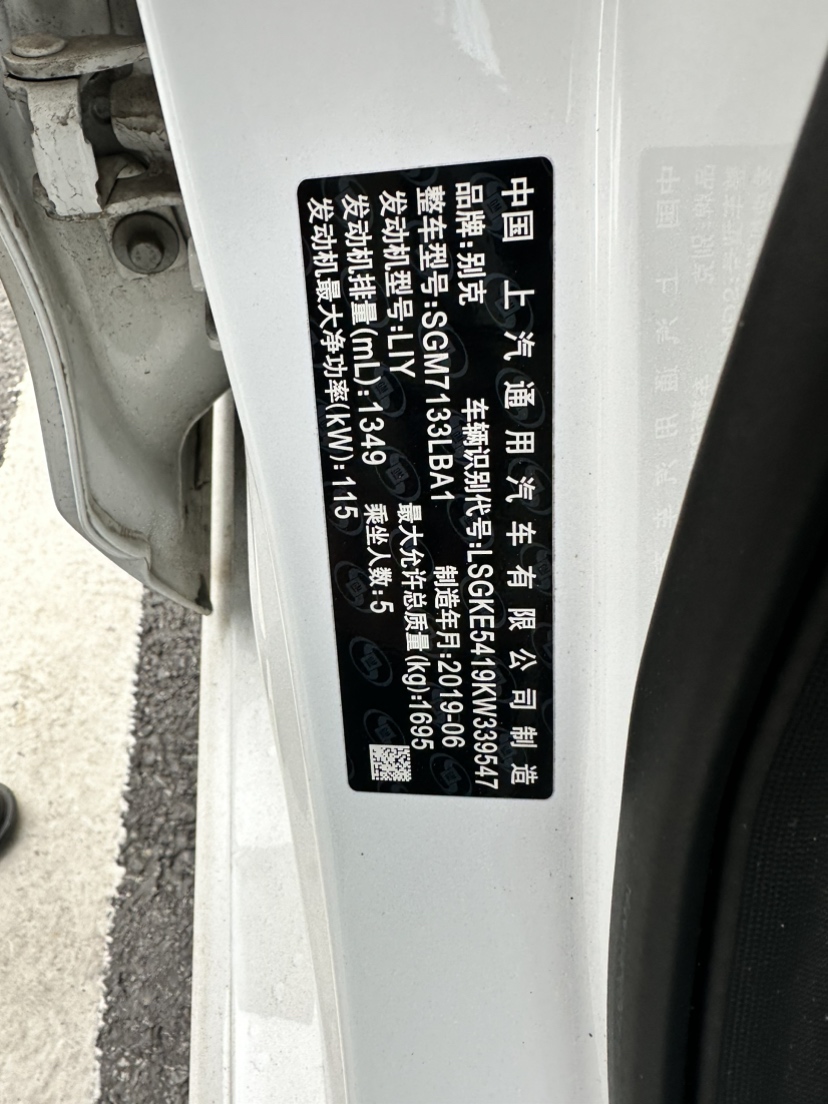 中国 上汽通用汽车有限公司制造
品牌:别克 车辆识别代号:LSGKE5419KW339547
整车型号:SGM7133LBA1 制造年月:2019-06
发动机型号:LIY 最大允许总质量(kg):1695
发动机排量(mL):1349 乘坐人数:5
发动机最大净功率(kW):115